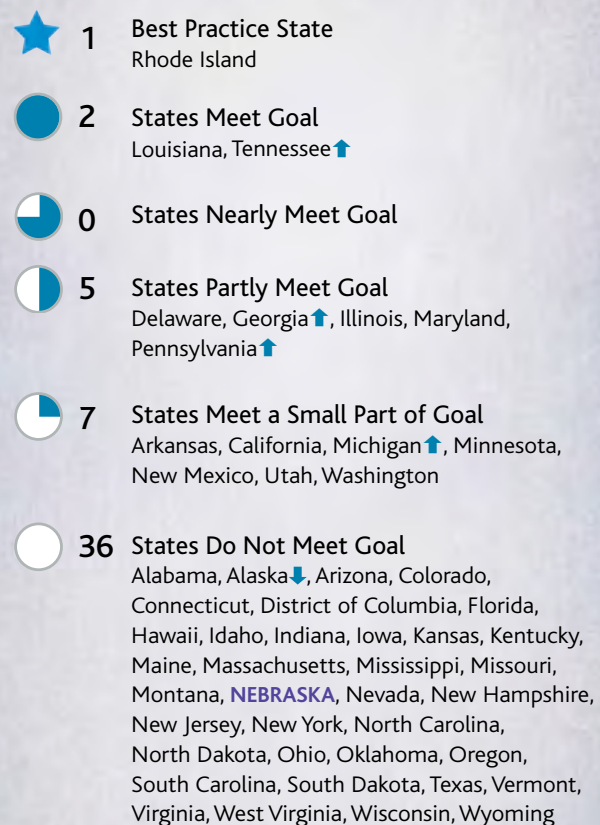 1 Best Practice State
Rhode Island
2 States Meet Goal
Louisiana, Tennessee⬆
0 States Nearly Meet Goal
5 States Partly Meet Goal
Delaware, Georgia⬆, Illinois, Maryland,
Pennsylvania⬆
7 States Meet a Small Part of Goal
Arkansas, California, Michigan⬆, Minnesota,
New Mexico, Utah, Washington
36 States Do Not Meet Goal
Alabama, Alaska⬇, Arizona, Colorado,
Connecticut, District of Columbia, Florida,
Hawaii, Idaho, Indiana, Iowa, Kansas, Kentucky,
Maine, Massachusetts, Mississippi, Missouri,
Montana, NEBRASKA, Nevada, New Hampshire,
New Jersey, New York, North Carolina,
North Dakota, Ohio, Oklahoma, Oregon,
South Carolina, South Dakota, Texas, Vermont,
Virginia, West Virginia, Wisconsin, Wyoming